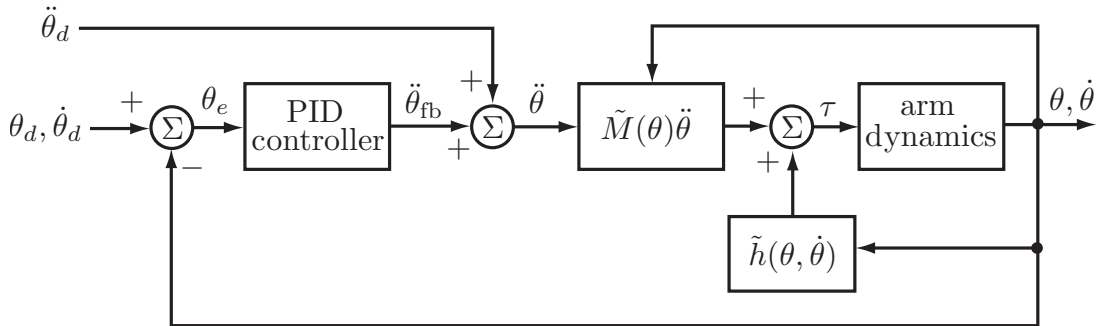 θ̈_d
θ_d, θ̇_d
+
−
Σ
θ_e
PID
controller
θ̈_fb
+
+
Σ
θ̈
M̃(θ)θ̈
+
+
Σ
τ
arm
dynamics
θ, θ̇
h̃(θ, θ̇)